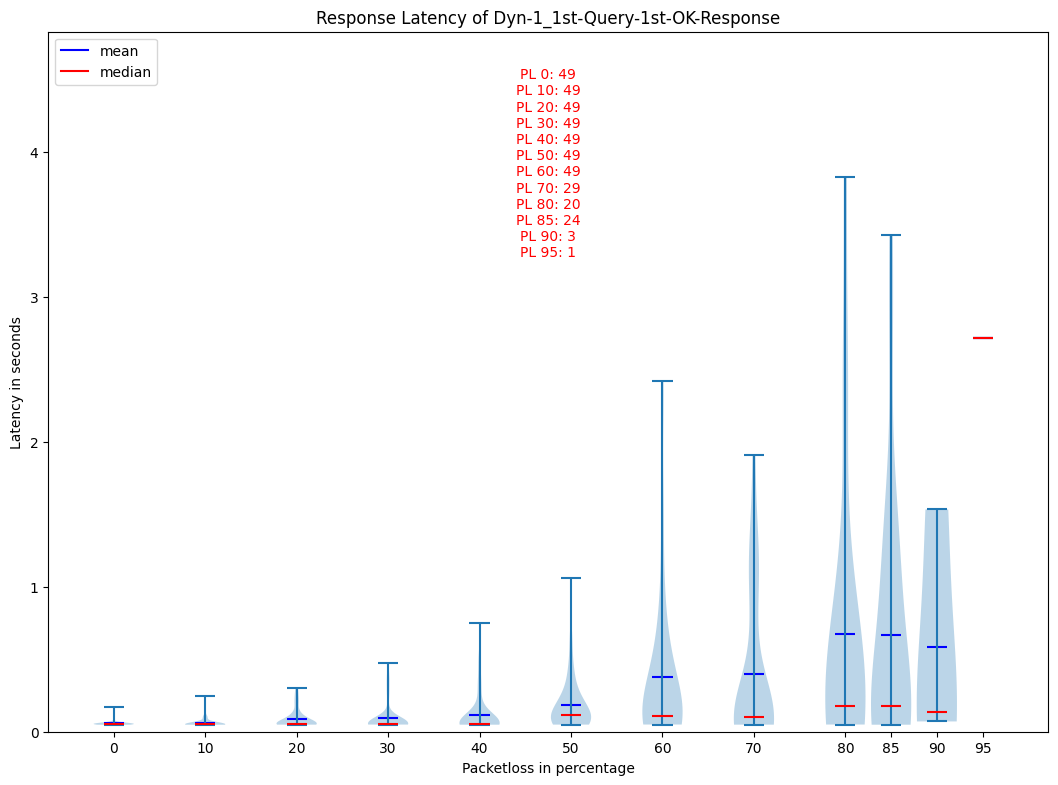 Response Latency of Dyn-1_1st-Query-1st-OK-Response
mean
median
PL 0: 49
PL 10: 49
PL 20: 49
PL 30: 49
PL 40: 49
PL 50: 49
PL 60: 49
PL 70: 29
PL 80: 20
PL 85: 24
PL 90: 3
PL 95: 1
Latency in seconds
4
3
2
1
0
0 10 20 30 40 50 60 70 80 85 90 95
Packetloss in percentage